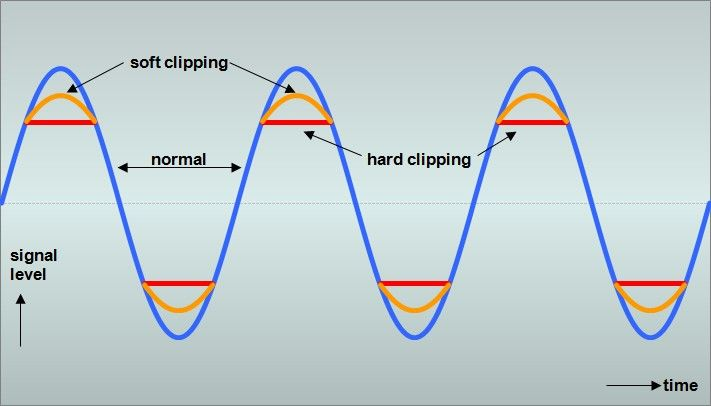 soft clipping
normal
hard clipping
signal
level
time